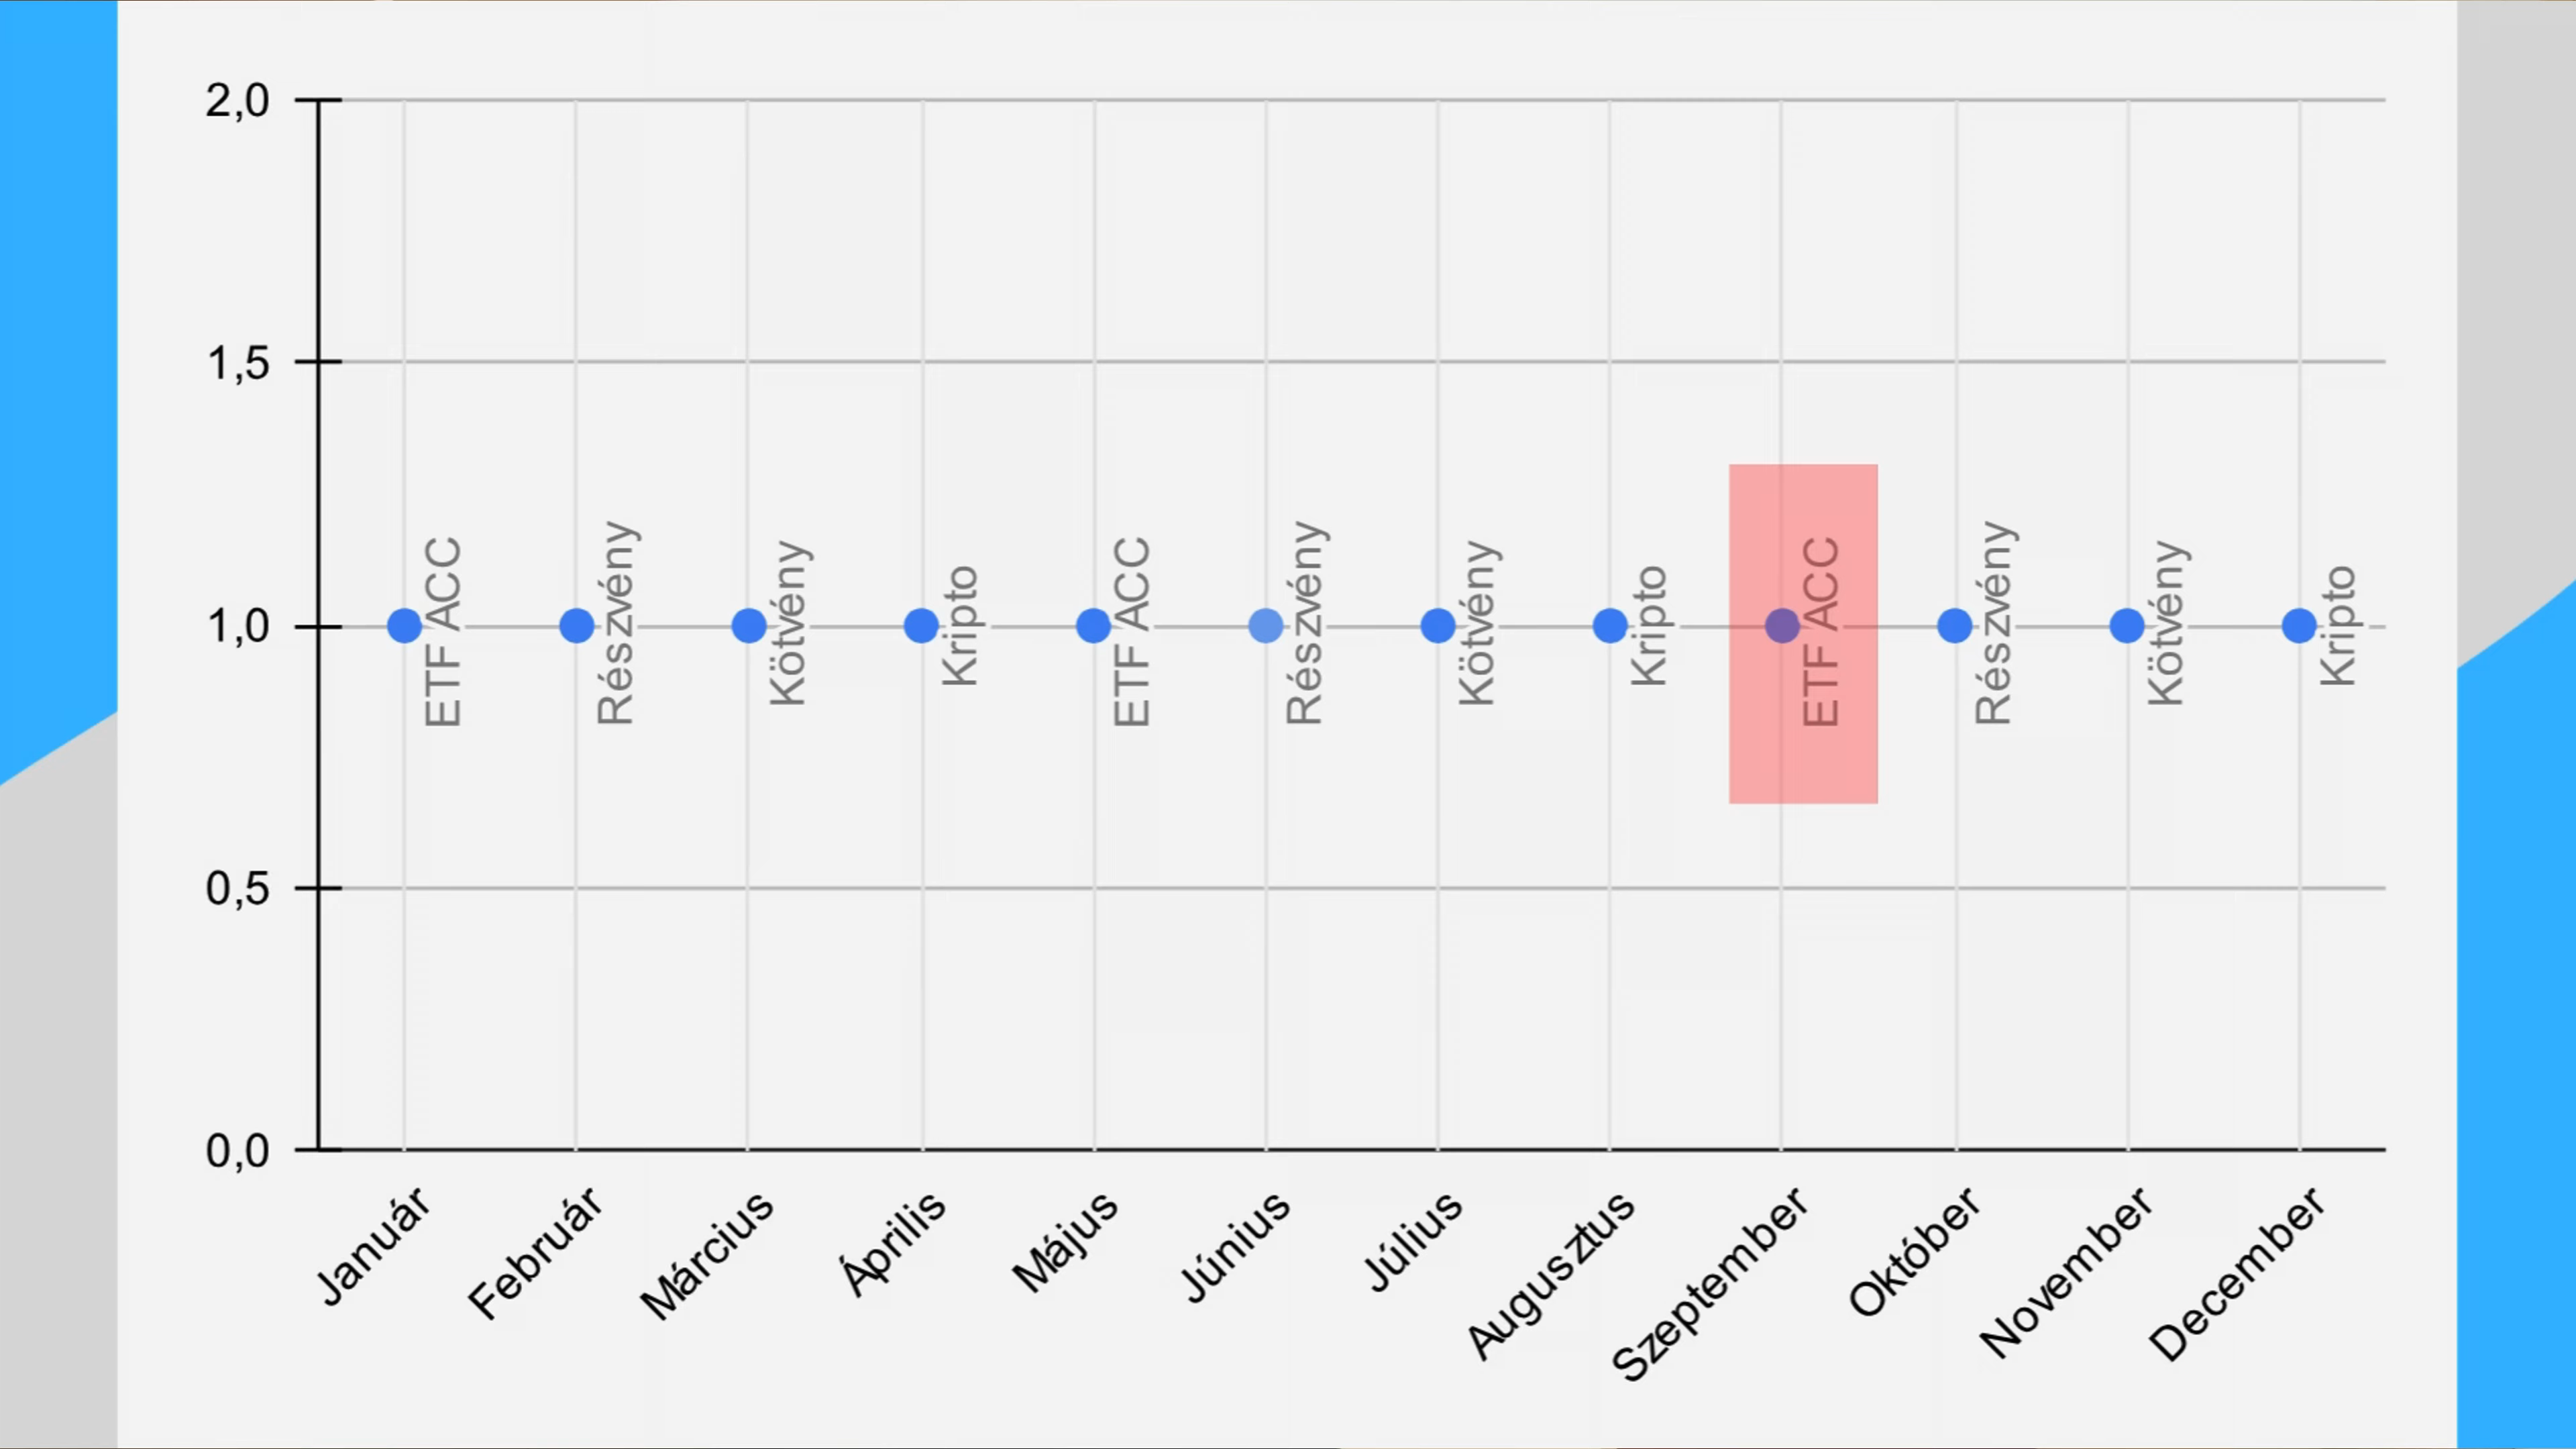 2,0
1,5
1,0
0,5
0,0
ETF ACC
Részvény
Kötvény
Kripto
ETF ACC
Részvény
Kötvény
Kripto
ETF ACC
Részvény
Kötvény
Kripto
Január
Február
Március
Április
Május
Június
Július
Augusztus
Szeptember
Október
November
December